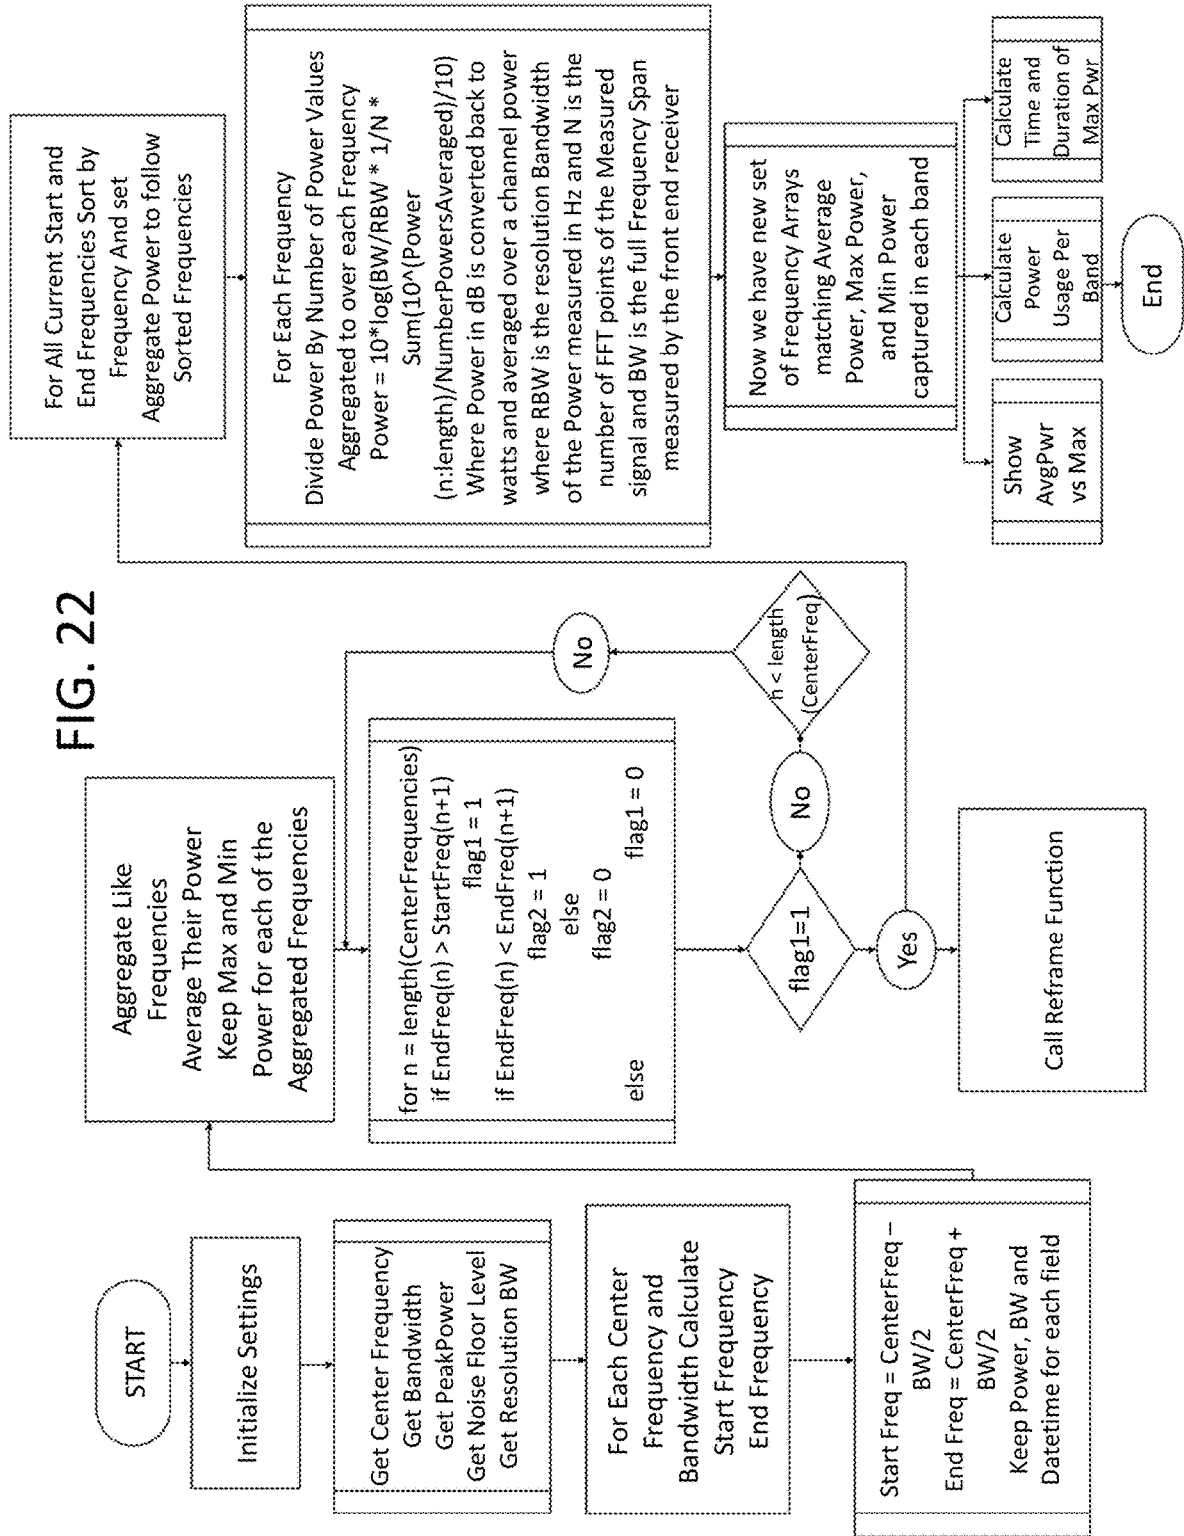 FIG. 22
START
Initialize Settings
Get Center Frequency
Get Bandwidth
Get PeakPower
Get Noise Floor Level
Get Resolution BW
For Each Center
Frequency and
Bandwidth Calculate
Start Frequency
End Frequency
Start Freq = CenterFreq –
BW/2
End Freq = CenterFreq +
BW/2
Keep Power, BW and
Datetime for each field
Aggregate Like
Frequencies
Average Their Power
Keep Max and Min
Power for each of the
Aggregated Frequencies
for n = length(CenterFrequencies)
if EndFreq(n) > StartFreq(n+1)
flag1 = 1
if EndFreq(n) < EndFreq(n+1)
flag2 = 1
else
flag2 = 0
else flag1 = 0
flag1=1
No
n < length
(CenterFreq)
No
Yes
Call Reframe Function
For All Current Start and
End Frequencies Sort by
Frequency And set
Aggregate Power to follow
Sorted Frequencies
For Each Frequency
Divide Power By Number of Power Values
Aggregated to over each Frequency
Power = 10*log(BW/RBW * 1/N *
Sum(10^(Power
(n:length)/NumberPowersAveraged)/10)
Where Power in dB is converted back to
watts and averaged over a channel power
where RBW is the resolution Bandwidth
of the Power measured in Hz and N is the
number of FFT points of the Measured
signal and BW is the full Frequency Span
measured by the front end receiver
Now we have new set
of Frequency Arrays
matching Average
Power, Max Power,
and Min Power
captured in each band
Show
AvgPwr
vs Max
Calculate
Power
Usage Per
Band
Calculate
Time and
Duration of
Max Pwr
End